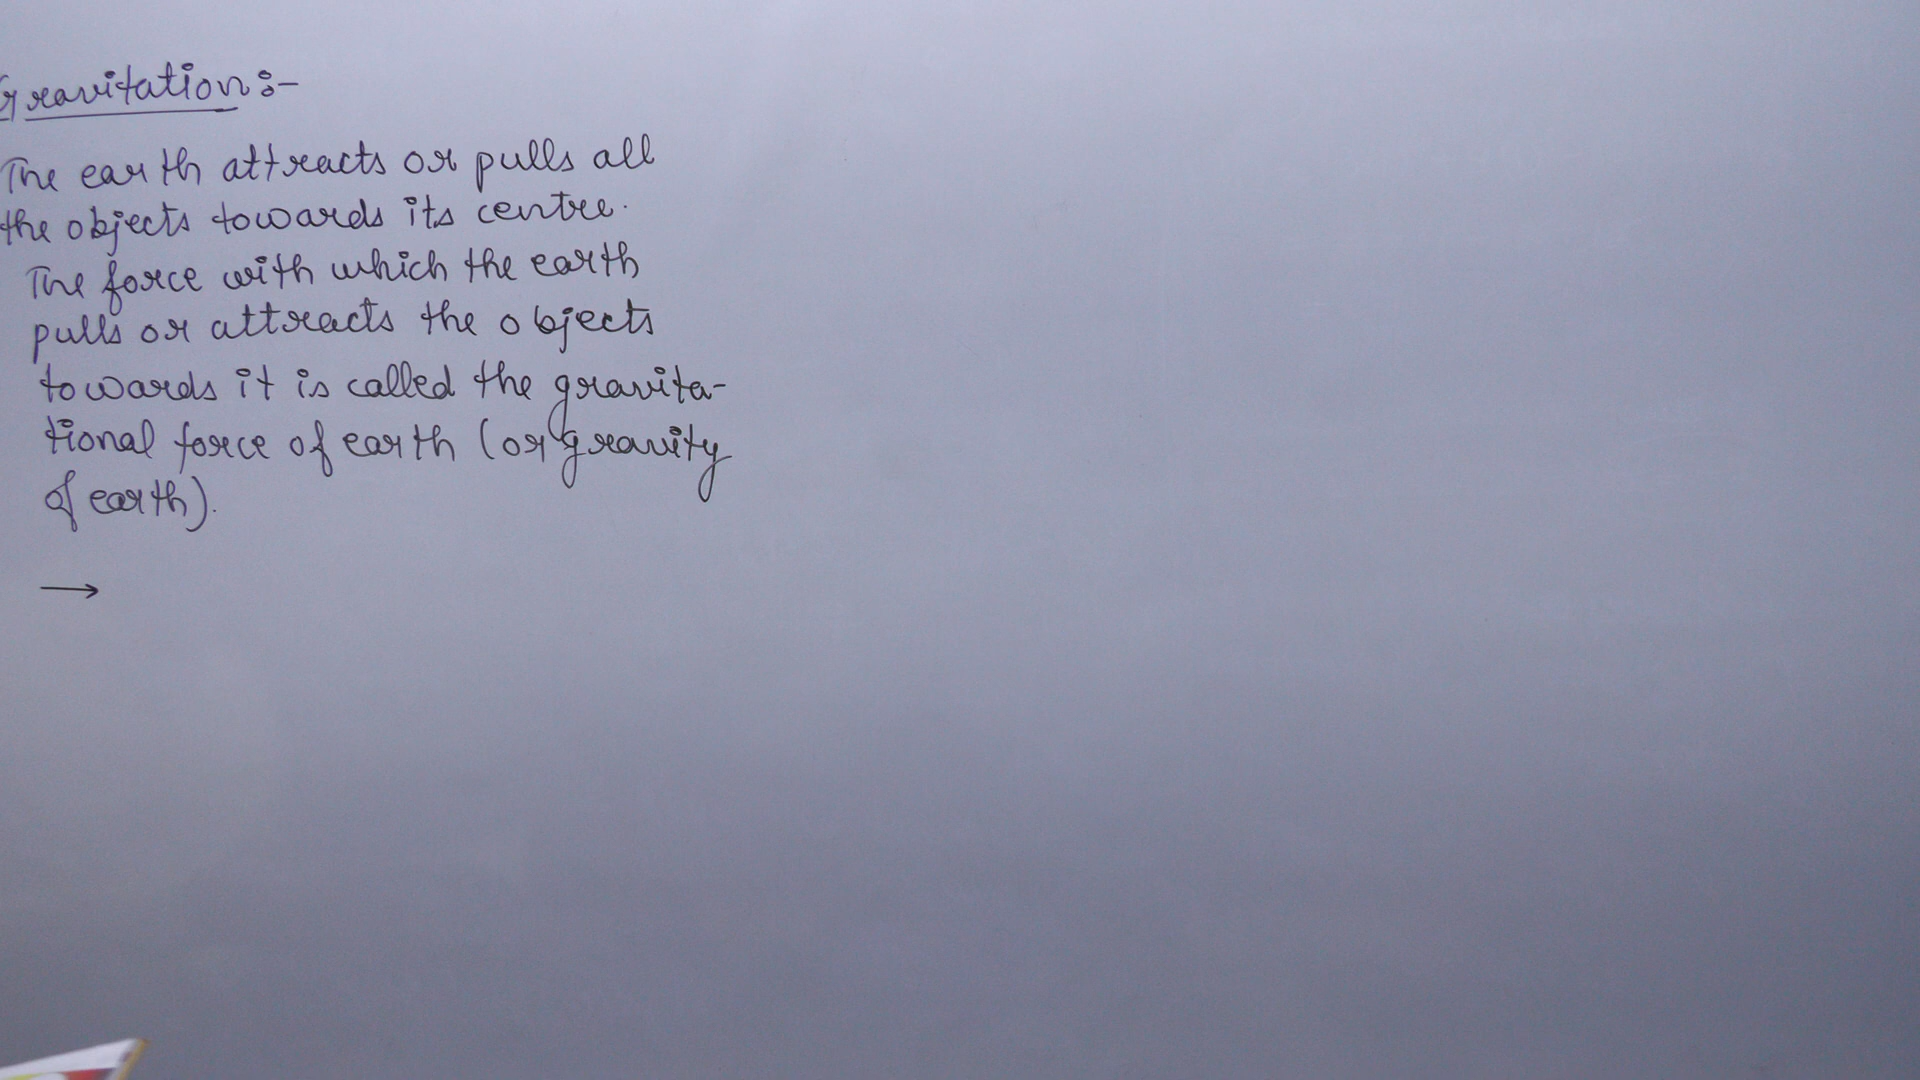 Gravitation:-
The earth attracts or pulls all
the objects towards its centre.
The force with which the earth
pulls or attracts the objects
towards it is called the gravita-
tional force of earth (or gravity
of earth).
→